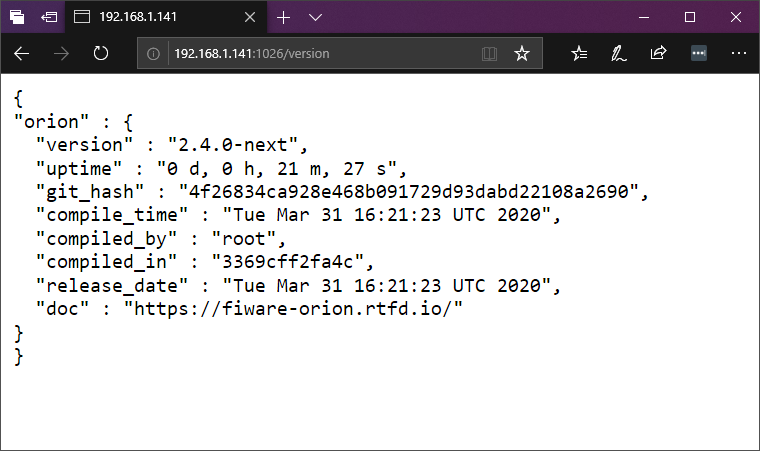 192.168.1.141
192.168.1.141:1026/version
{
"orion" : {
  "version" : "2.4.0-next",
  "uptime" : "0 d, 0 h, 21 m, 27 s",
  "git_hash" : "4f26834ca928e468b091729d93dabd22108a2690",
  "compile_time" : "Tue Mar 31 16:21:23 UTC 2020",
  "compiled_by" : "root",
  "compiled_in" : "3369cff2fa4c",
  "release_date" : "Tue Mar 31 16:21:23 UTC 2020",
  "doc" : "https://fiware-orion.rtfd.io/"
}
}